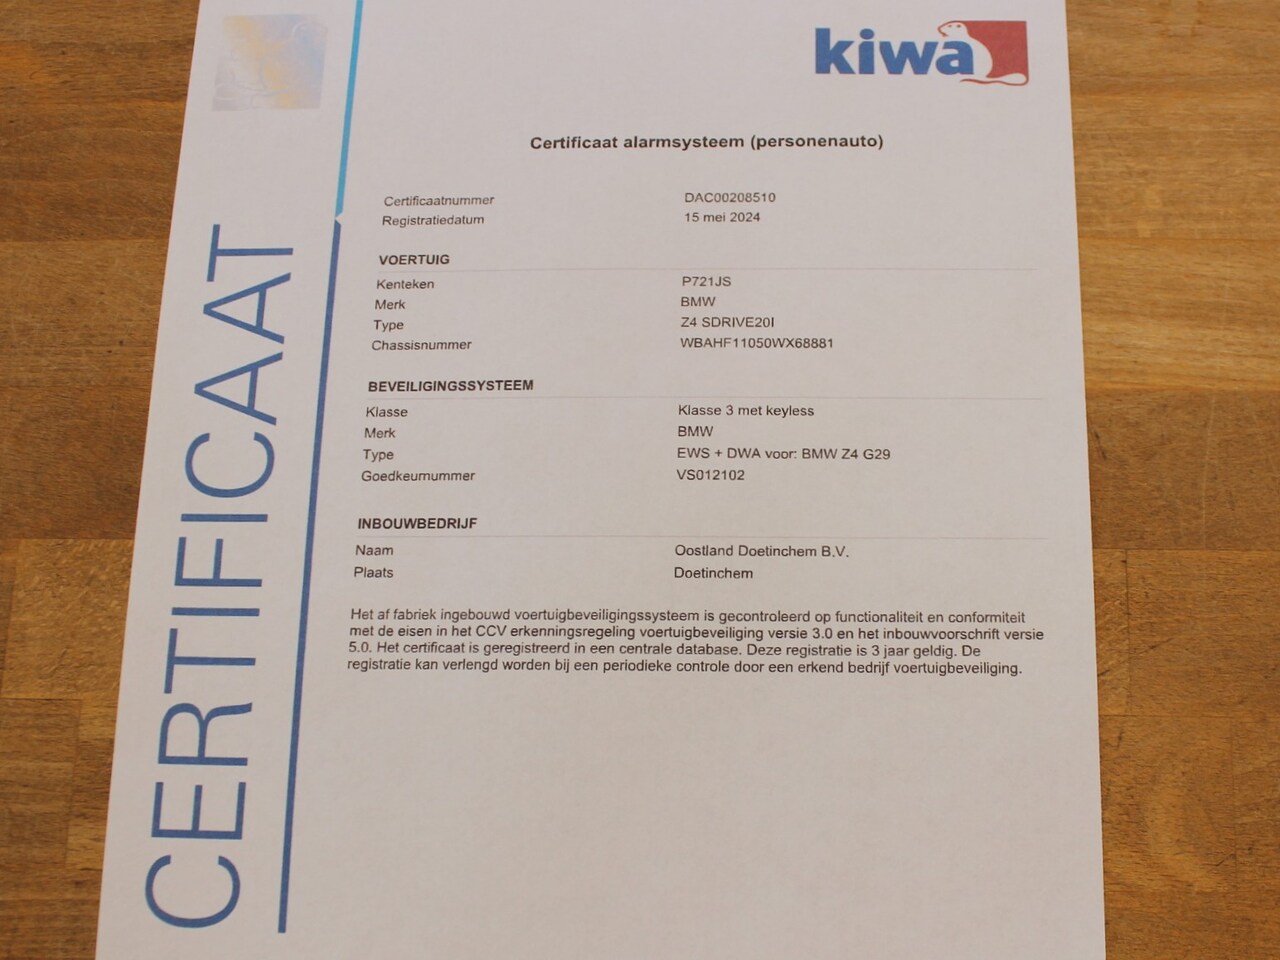 kiwa
Certificaat alarmsysteem (personenauto)
Certificaatnummer DAC00208510
Registratiedatum 15 mei 2024
VOERTUIG
Kenteken P721JS
Merk BMW
Type Z4 SDRIVE20I
Chassisnummer WBAHF11050WX68881
BEVEILIGINGSSYSTEEM
Klasse Klasse 3 met keyless
Merk BMW
Type EWS + DWA voor: BMW Z4 G29
Goedkeurnummer VS012102
INBOUWBEDRIJF
Naam Oostland Doetinchem B.V.
Plaats Doetinchem
Het af fabriek ingebouwd voertuigbeveiligingssysteem is gecontroleerd op functionaliteit en conformiteit
met de eisen in het CCV erkenningsregeling voertuigbeveiliging versie 3.0 en het inbouwvoorschrift versie
5.0. Het certificaat is geregistreerd in een centrale database. Deze registratie is 3 jaar geldig. De
registratie kan verlengd worden bij een periodieke controle door een erkend bedrijf voertuigbeveiliging.
CERTIFICAAT